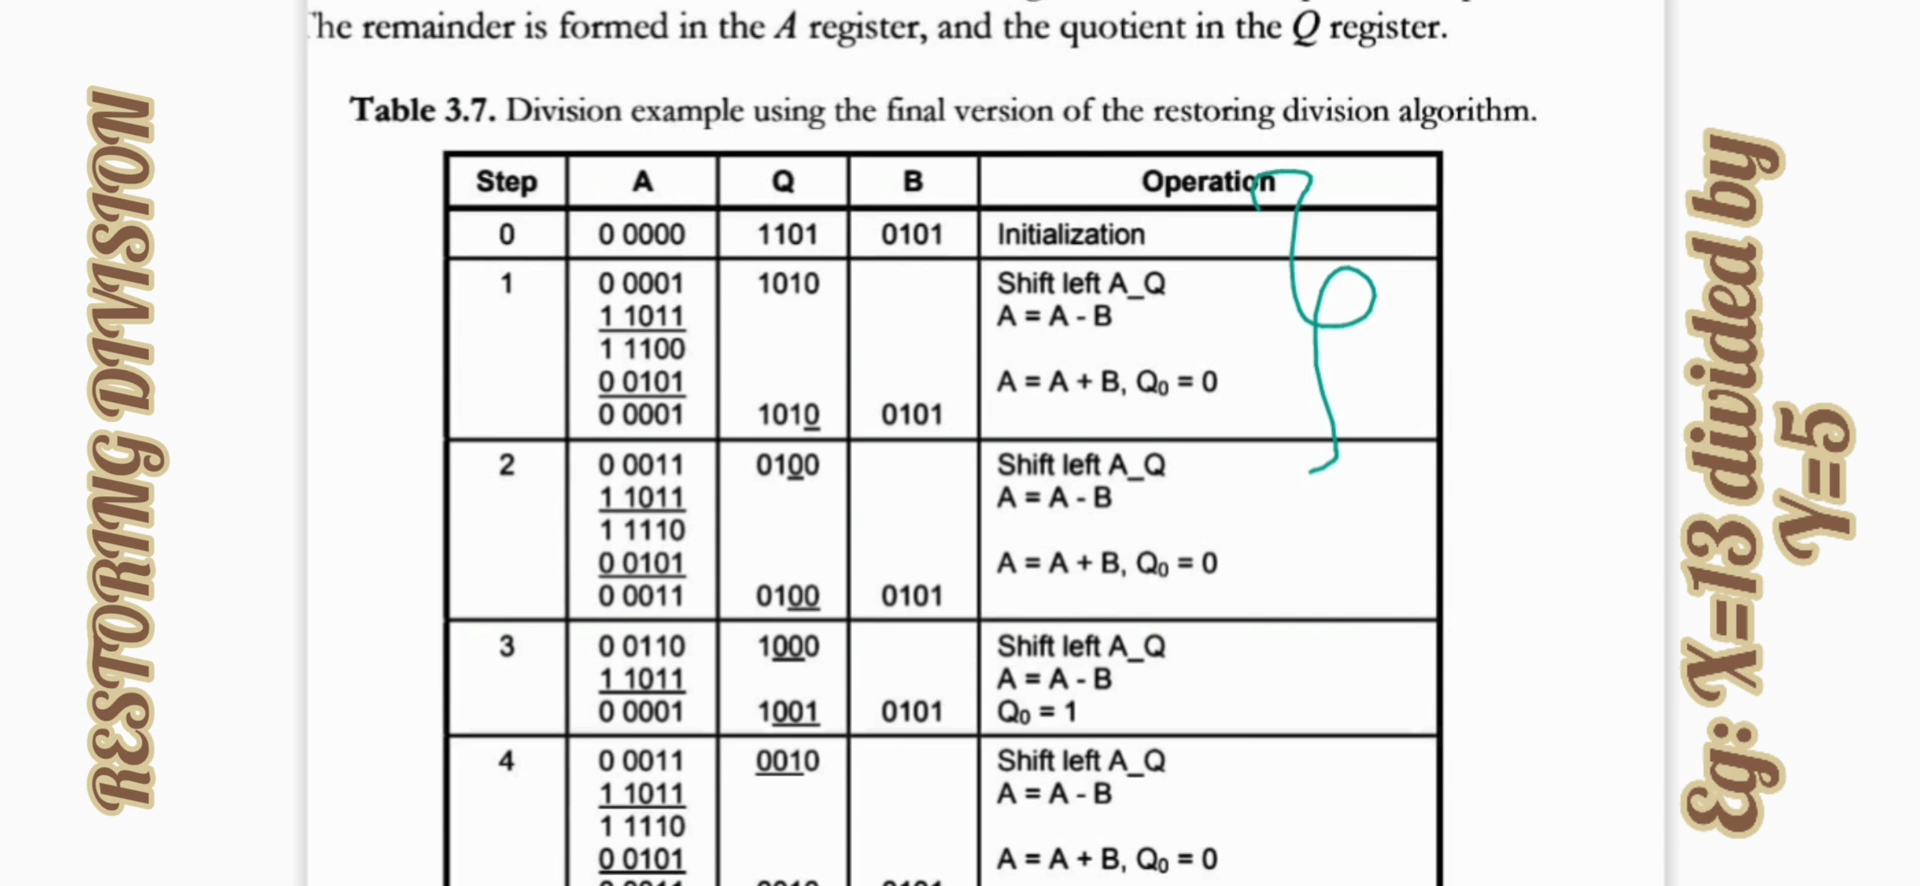 RESTORING DIVISION
he remainder is formed in the A register, and the quotient in the Q register.
Table 3.7. Division example using the final version of the restoring division algorithm.
Step A Q B Operation
0 0 0000 1101 0101 Initialization
1 0 0001 1010 Shift left A_Q
1 1011 A = A - B
1 1100
0 0101 A = A + B, Q0 = 0
0 0001 1010 0101
2 0 0011 0100 Shift left A_Q
1 1011 A = A - B
1 1110
0 0101 A = A + B, Q0 = 0
0 0011 0100 0101
3 0 0110 1000 Shift left A_Q
1 1011 A = A - B
0 0001 1001 0101 Q0 = 1
4 0 0011 0010 Shift left A_Q
1 1011 A = A - B
1 1110
0 0101 A = A + B, Q0 = 0
Eg: X=13 divided by
Y=5